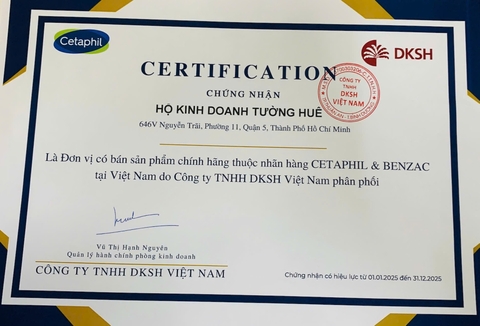 Cetaphil
DKSH
CERTIFICATION
CHỨNG NHẬN
HỘ KINH DOANH TƯỜNG HUÊ
CÔNG TY
TNHH
DKSH
VIỆT NAM
646V Nguyễn Trãi, Phường 11, Quận 5, Thành Phố Hồ Chí Minh
Là Đơn vị có bán sản phẩm chính hãng thuộc nhãn hàng CETAPHIL & BENZAC
tại Việt Nam do Công ty TNHH DKSH Việt Nam phân phối
Vũ Thị Hạnh Nguyên
Quản lý hành chính phòng kinh doanh
CÔNG TY TNHH DKSH VIỆT NAM
Chứng nhận có hiệu lực từ 01.01.2025 đến 31.12.2025